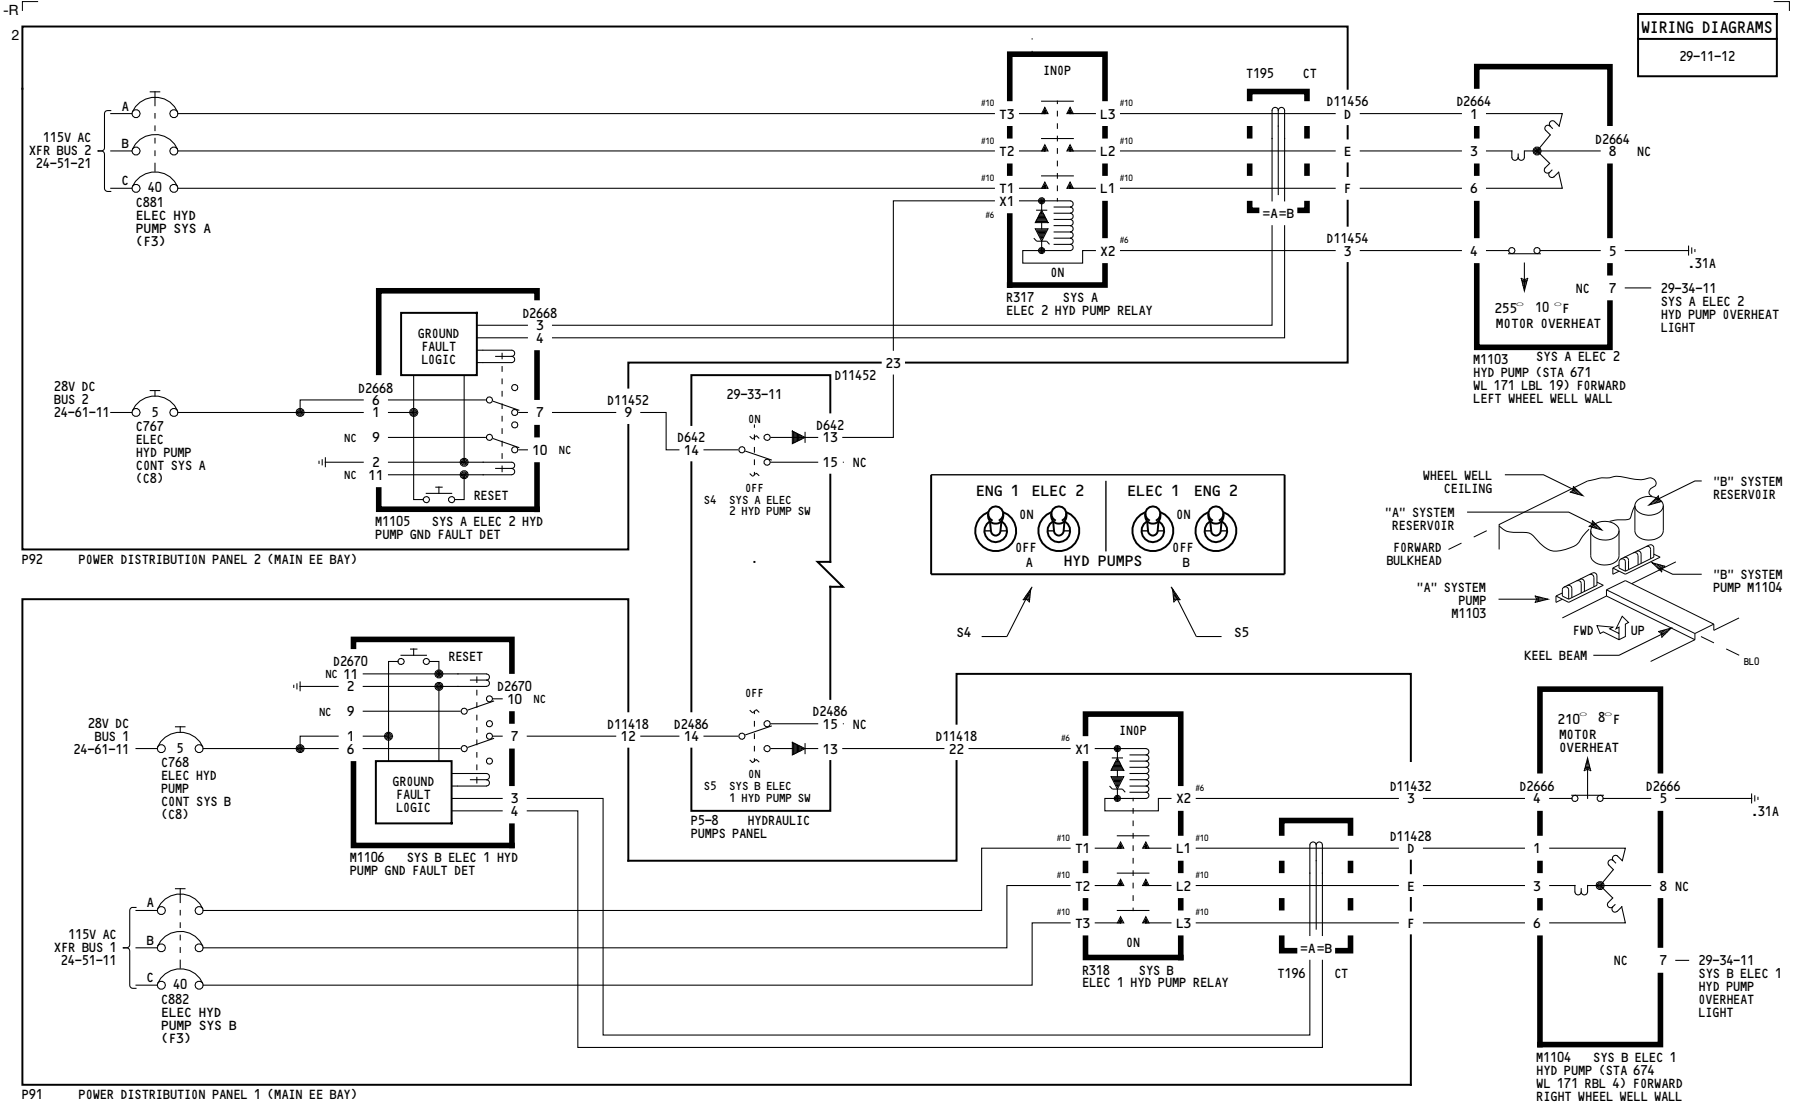 -R
2
WIRING DIAGRAMS
29-11-12
INOP
T195 CT
#10 T3 L3 #10
#10 T2 L2 #10
#10 T1 L1 #10
X1
#6
X2 #6
ON
=A=B
R317 SYS A
ELEC 2 HYD PUMP RELAY
A
B
C 40
115V AC
XFR BUS 2
24-51-21
C881
ELEC HYD
PUMP SYS A
(F3)
D11456
D
E
F
D11454
3
D2664
1
3
6
4
D2664
8 NC
5
.31A
NC 7
29-34-11
SYS A ELEC 2
HYD PUMP OVERHEAT
LIGHT
255° 10 °F
MOTOR OVERHEAT
M1103 SYS A ELEC 2
HYD PUMP (STA 671
WL 171 LBL 19) FORWARD
LEFT WHEEL WELL WALL
GROUND
FAULT
LOGIC
D2668
3
4
28V DC
BUS 2
24-61-11
5
C767
ELEC
HYD PUMP
CONT SYS A
(C8)
D2668
6
1
NC 9
2
NC 11
7
10 NC
RESET
M1105 SYS A ELEC 2 HYD
PUMP GND FAULT DET
D11452
9
23
D11452
29-33-11
ON
D642
14
D642
13
15 NC
OFF
S4 SYS A ELEC
2 HYD PUMP SW
P92 POWER DISTRIBUTION PANEL 2 (MAIN EE BAY)
ENG 1 ELEC 2 ELEC 1 ENG 2
ON ON
OFF OFF
A HYD PUMPS B
S4 S5
WHEEL WELL
CEILING
"B" SYSTEM
RESERVOIR
"A" SYSTEM
RESERVOIR
FORWARD
BULKHEAD
"A" SYSTEM
PUMP
M1103
"B" SYSTEM
PUMP M1104
FWD UP
KEEL BEAM
BLO
D2670
NC 11
2
NC 9
1
6
RESET
D2670
10 NC
7
GROUND
FAULT
LOGIC
3
4
28V DC
BUS 1
24-61-11
5
C768
ELEC HYD
PUMP
CONT SYS B
(C8)
M1106 SYS B ELEC 1 HYD
PUMP GND FAULT DET
D11418
12
D2486
14
OFF
D2486
15 NC
13
ON
S5 SYS B ELEC
1 HYD PUMP SW
P5-8 HYDRAULIC
PUMPS PANEL
D11418
22
INOP
#6 X1
X2 #6
#10 T1 L1 #10
#10 T2 L2 #10
#10 T3 L3 #10
ON
R318 SYS B
ELEC 1 HYD PUMP RELAY
=A=B
T196 CT
D11432
3
D11428
D
E
F
210° 8°F
MOTOR
OVERHEAT
D2666
4
1
3
6
D2666
5
.31A
8 NC
NC 7
29-34-11
SYS B ELEC 1
HYD PUMP
OVERHEAT
LIGHT
M1104 SYS B ELEC 1
HYD PUMP (STA 674
WL 171 RBL 4) FORWARD
RIGHT WHEEL WELL WALL
A
B
C 40
115V AC
XFR BUS 1
24-51-11
C882
ELEC HYD
PUMP SYS B
(F3)
P91 POWER DISTRIBUTION PANEL 1 (MAIN EE BAY)